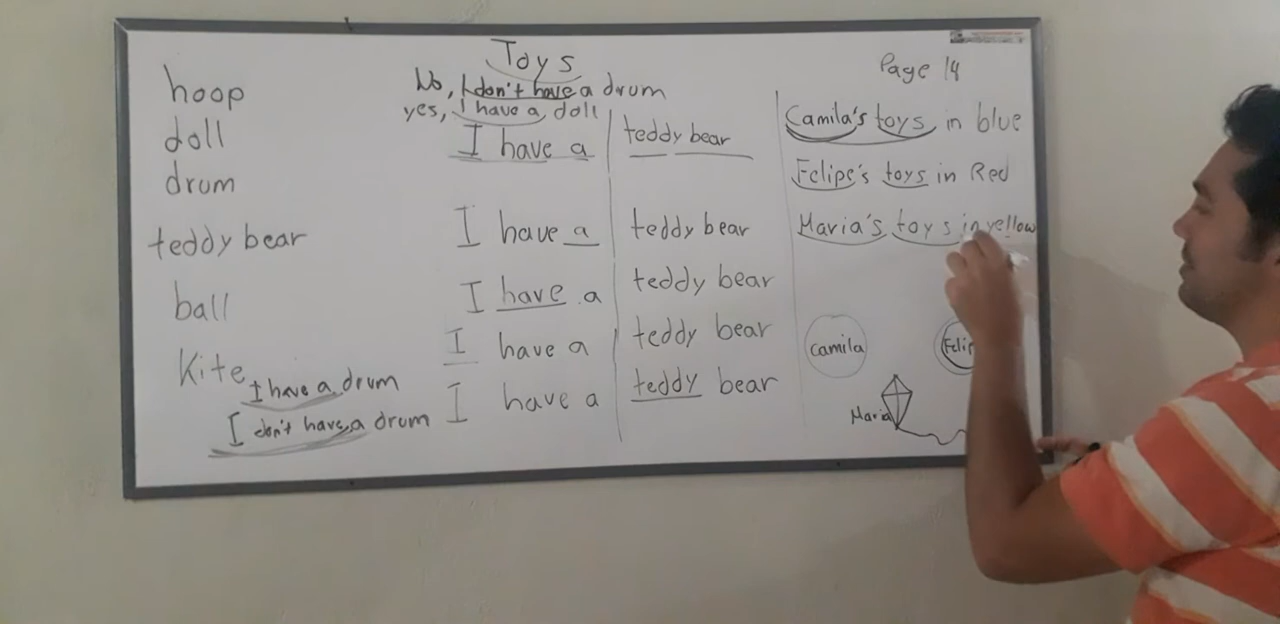 Toys
Page 14
No, I don't have a drum
yes, I have a doll
hoop
doll
drum
teddy bear
ball
Kite
I have a drum
I don't have a drum
I have a teddy bear
I have a teddy bear
I have a teddy bear
I have a teddy bear
I have a teddy bear
Camila's toys in blue
Felipe's toys in Red
Maria's toys in yellow
Camila
Maria